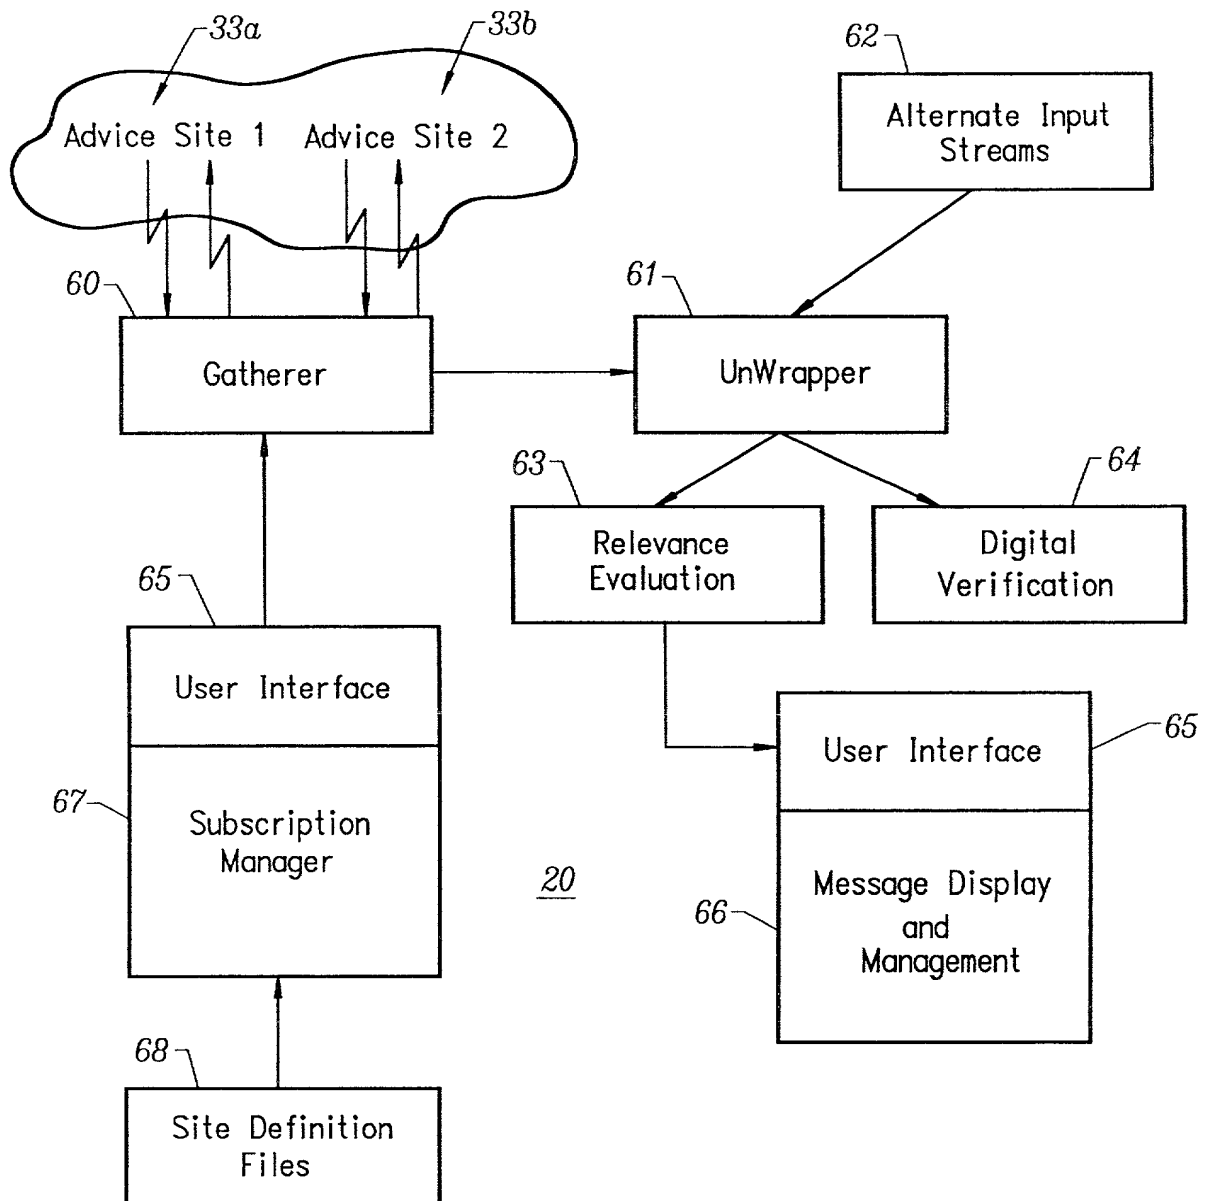 33a
33b
62
Advice Site 1
Advice Site 2
Alternate Input
Streams
60
61
Gatherer
UnWrapper
63
64
Relevance
Evaluation
Digital
Verification
65
User Interface
65
User Interface
67
Subscription
Manager
20
66
Message Display
and
Management
68
Site Definition
Files